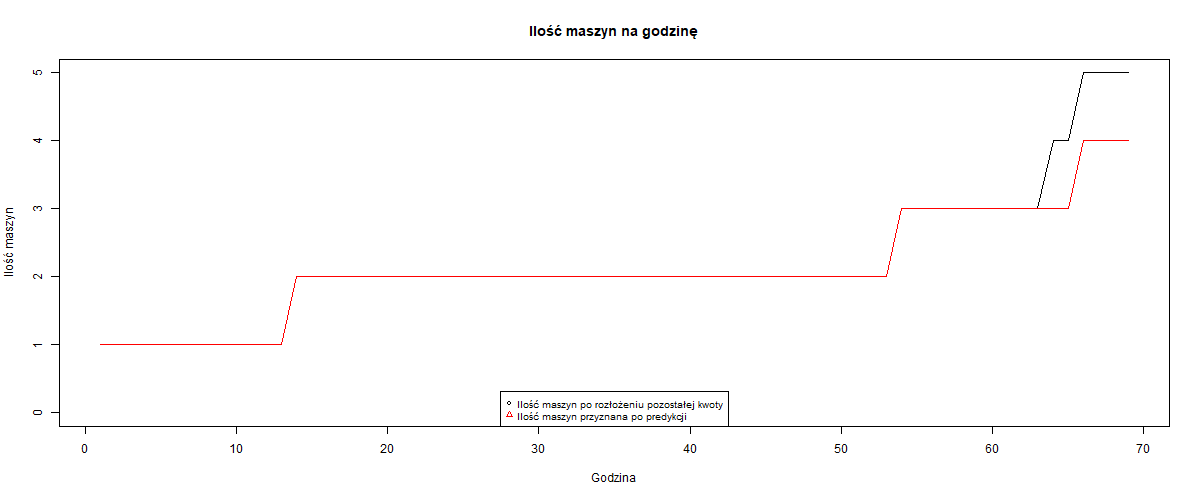 Ilość maszyn na godzinę
Ilość maszyn
5
4
3
2
1
0
Ilość maszyn po rozłożeniu pozostałej kwoty
Ilość maszyn przyznana po predykcji
0 10 20 30 40 50 60 70
Godzina